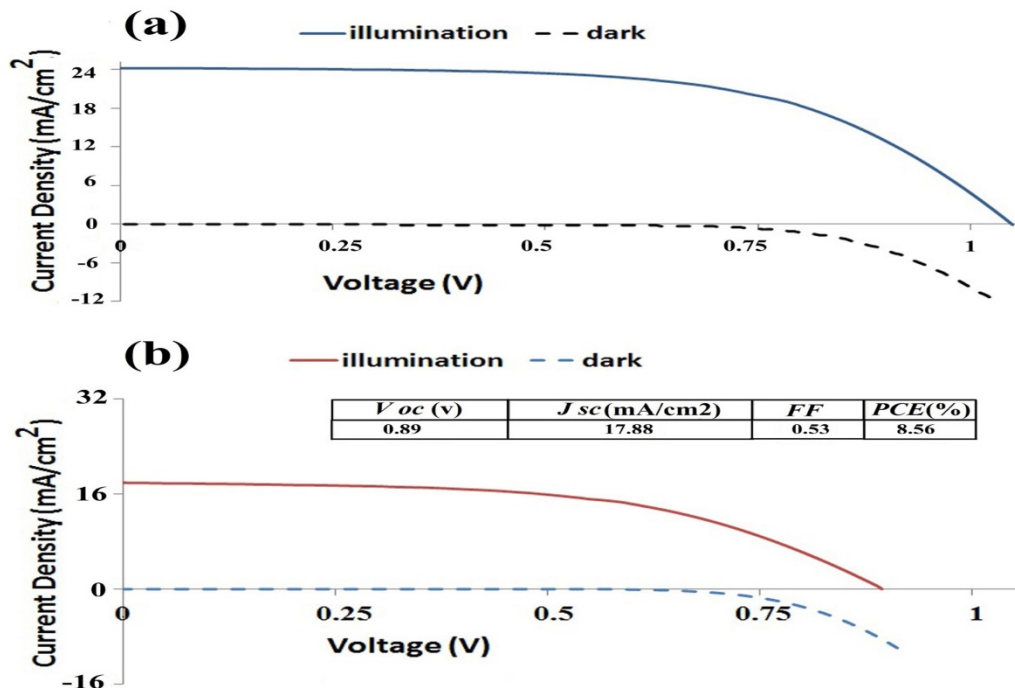 (a)
illumination dark
Current Density (mA/cm²)
24
18
12
6
0
-6
-12
0 0.25 0.5 0.75 1
Voltage (V)
(b)
illumination dark
Current Density (mA/cm²)
32
16
0
-16
V oc (v) J sc(mA/cm2) FF PCE(%)
0.89 17.88 0.53 8.56
0 0.25 0.5 0.75 1
Voltage (V)